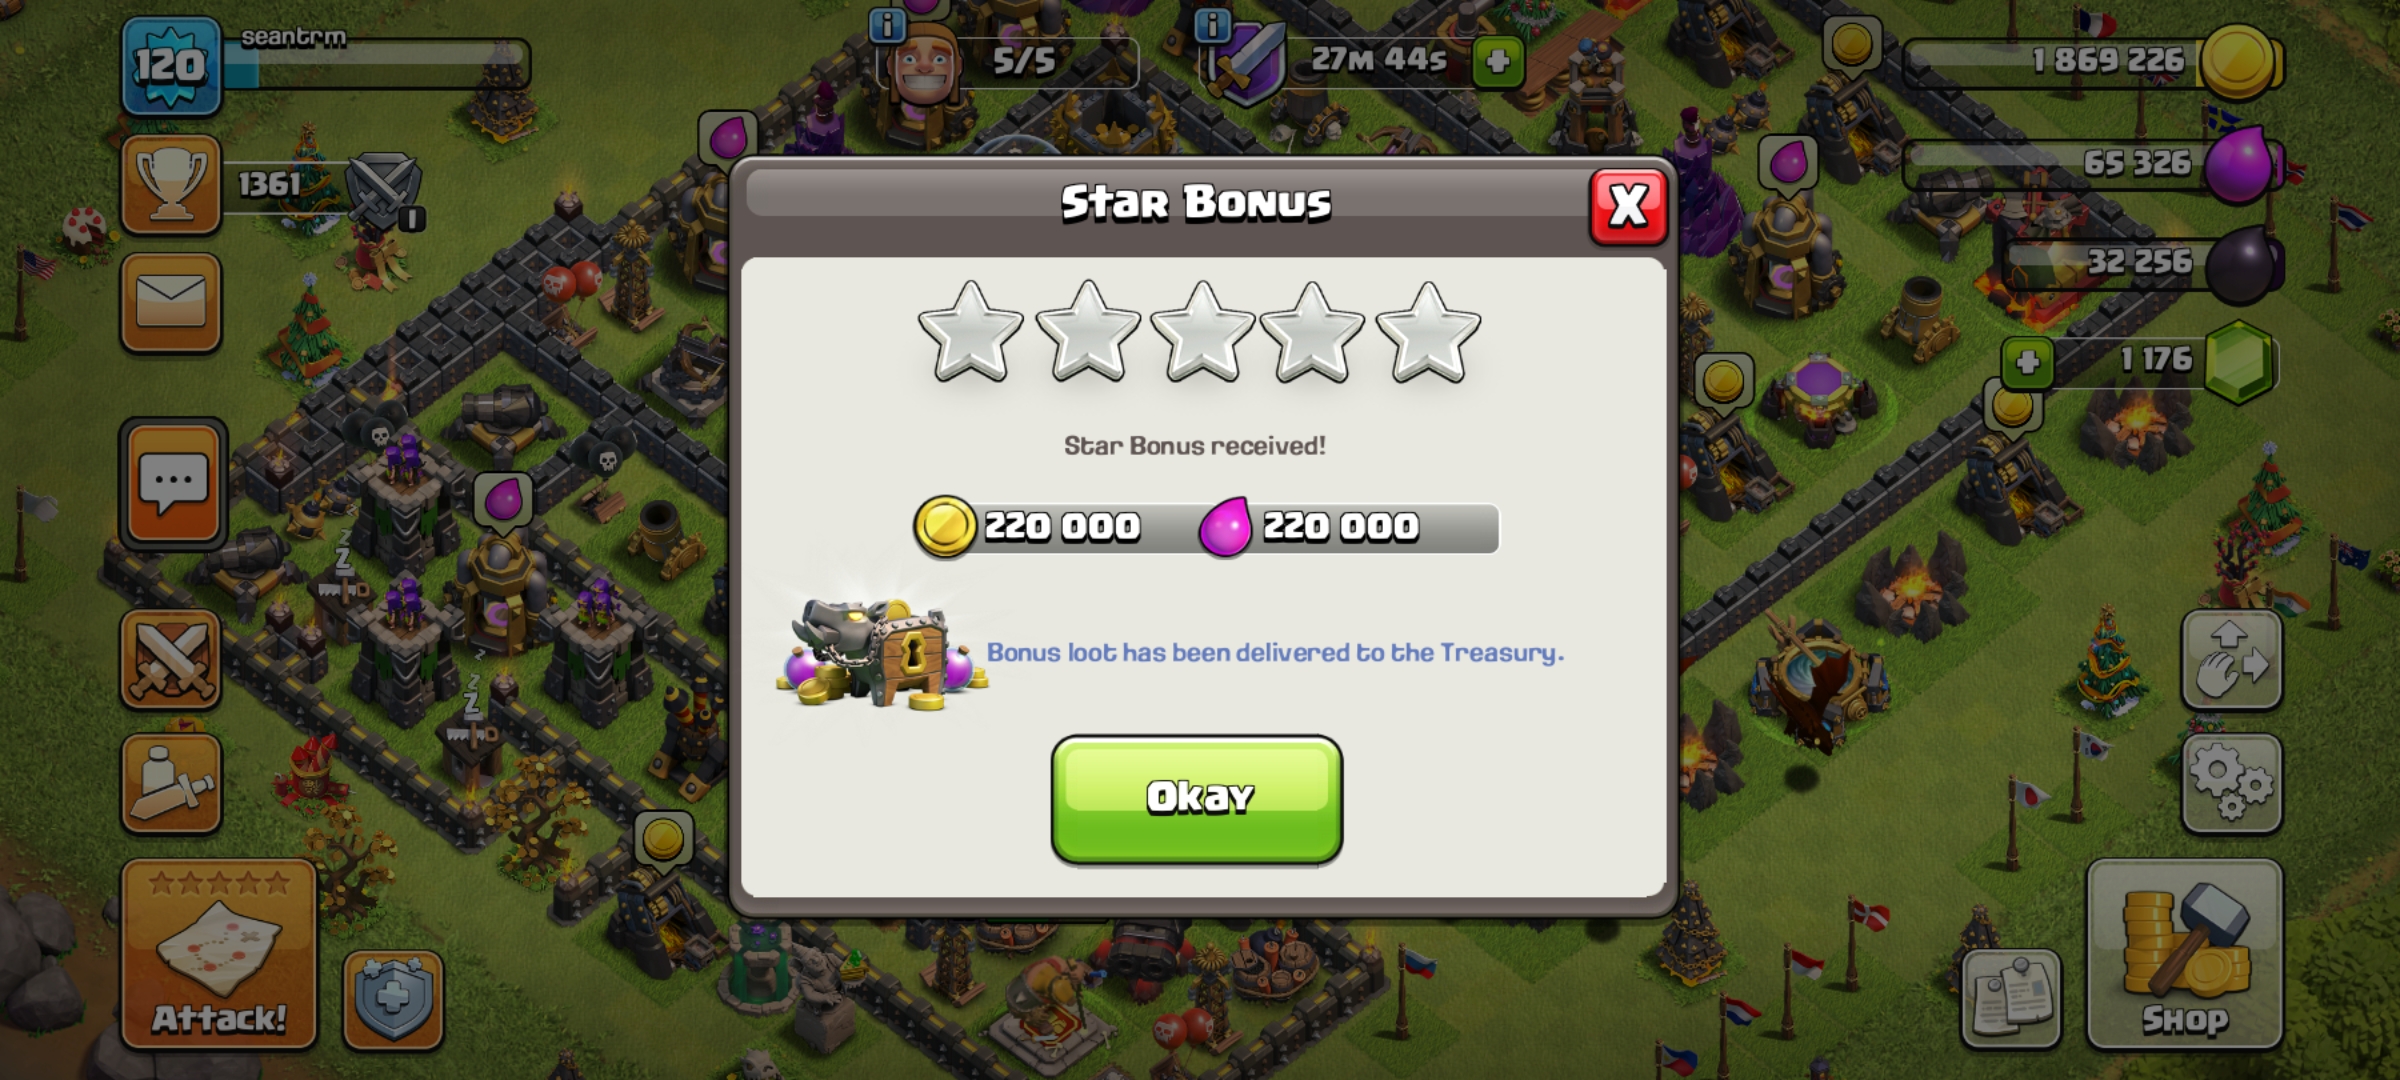 120
seantrm
5/5
27m 44s
1 869 226
1361
I
65 326
32 256
1 176
Star Bonus
X
Star Bonus received!
220 000
220 000
Bonus loot has been delivered to the Treasury.
Okay
Attack!
Shop